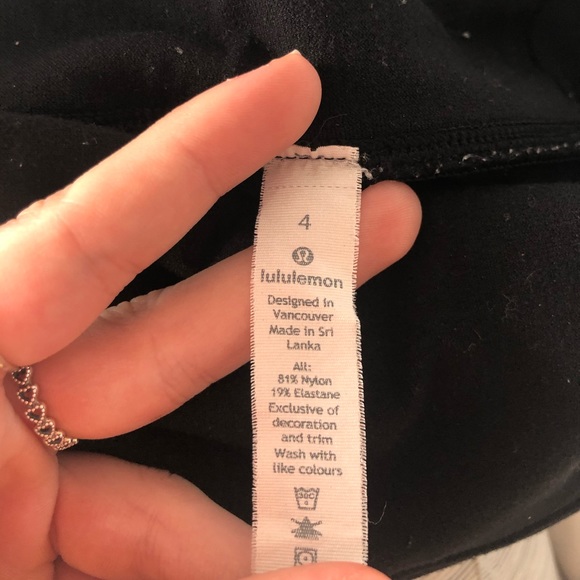 4
lululemon
Designed in
Vancouver
Made in Sri
Lanka
All:
81% Nylon
19% Elastane
Exclusive of
decoration
and trim
Wash with
like colours
30C